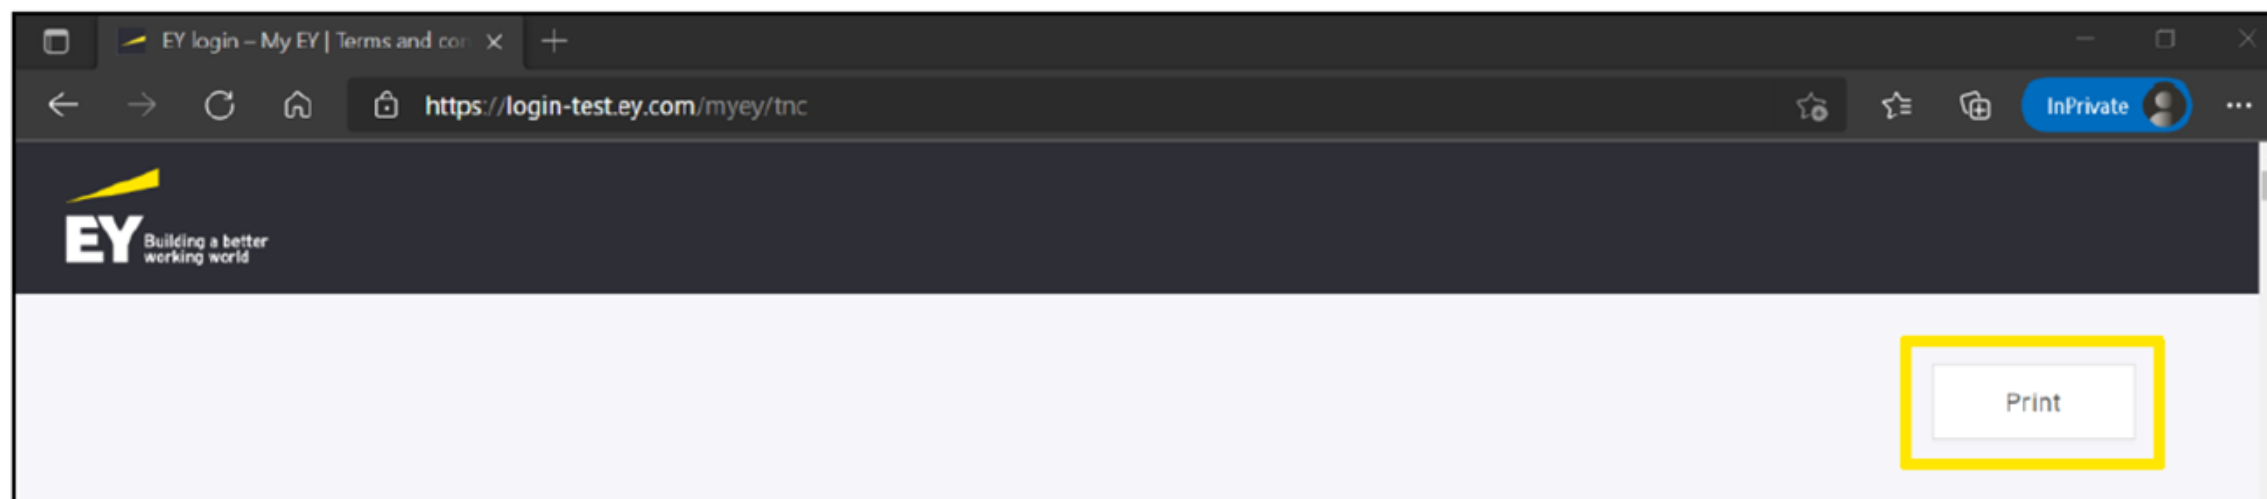 EY login – My EY | Terms and con
https://login-test.ey.com/myey/tnc
InPrivate
EY
Building a better
working world
Print